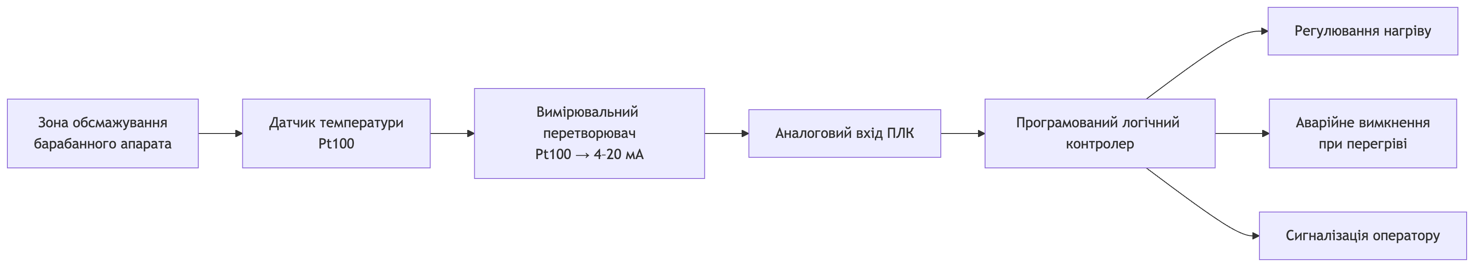 Зона обсмажування
барабанного апарата
Датчик температури
Pt100
Вимірювальний
перетворювач
Pt100 → 4-20 мА
Аналоговий вхід ПЛК
Програмований логічний
контролер
Регулювання нагріву
Аварійне вимкнення
при перегріві
Сигналізація оператору